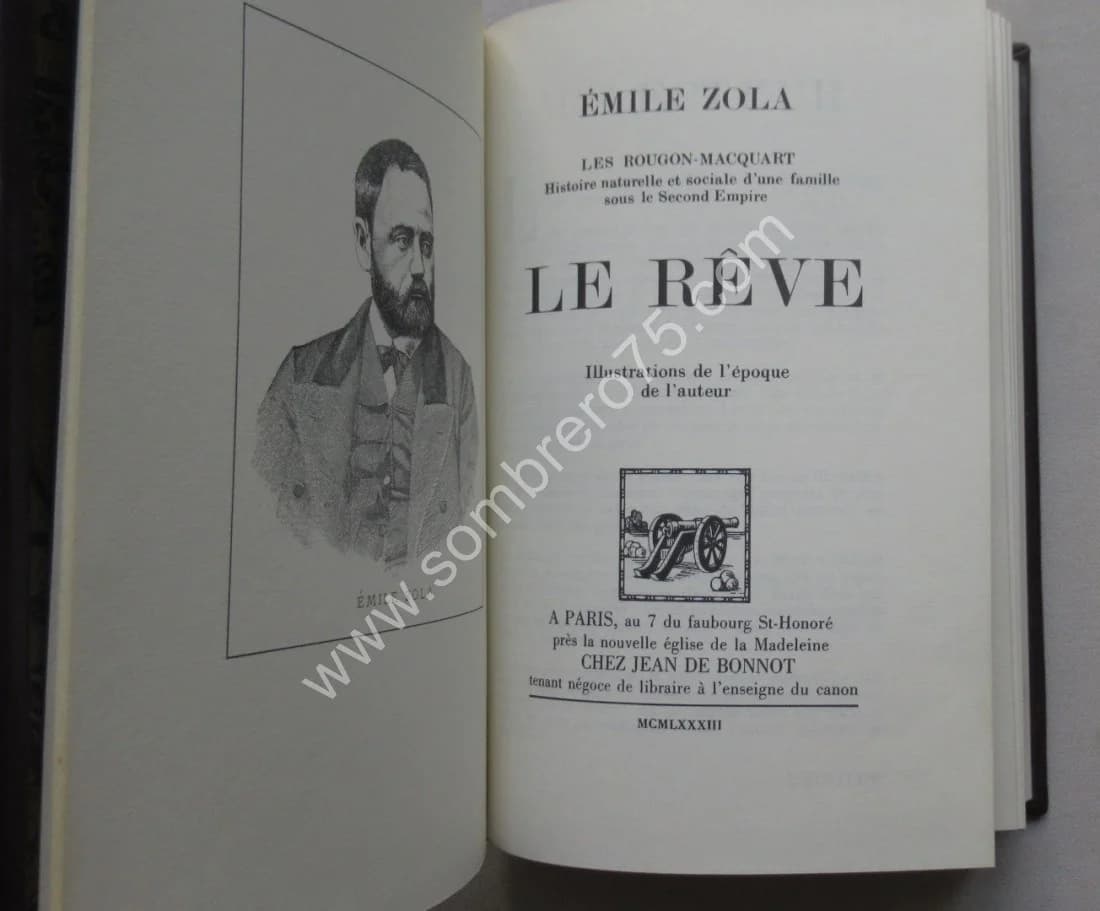 ÉMILE ZOLA
ÉMILE ZOLA
LES ROUGON-MACQUART
Histoire naturelle et sociale d'une famille
sous le Second Empire
LE RÊVE
Illustrations de l'époque
de l'auteur
A PARIS, au 7 du faubourg St-Honoré
près la nouvelle église de la Madeleine
CHEZ JEAN DE BONNOT
tenant négoce de libraire à l'enseigne du canon
MCMLXXXIII
www.sombrero75.com